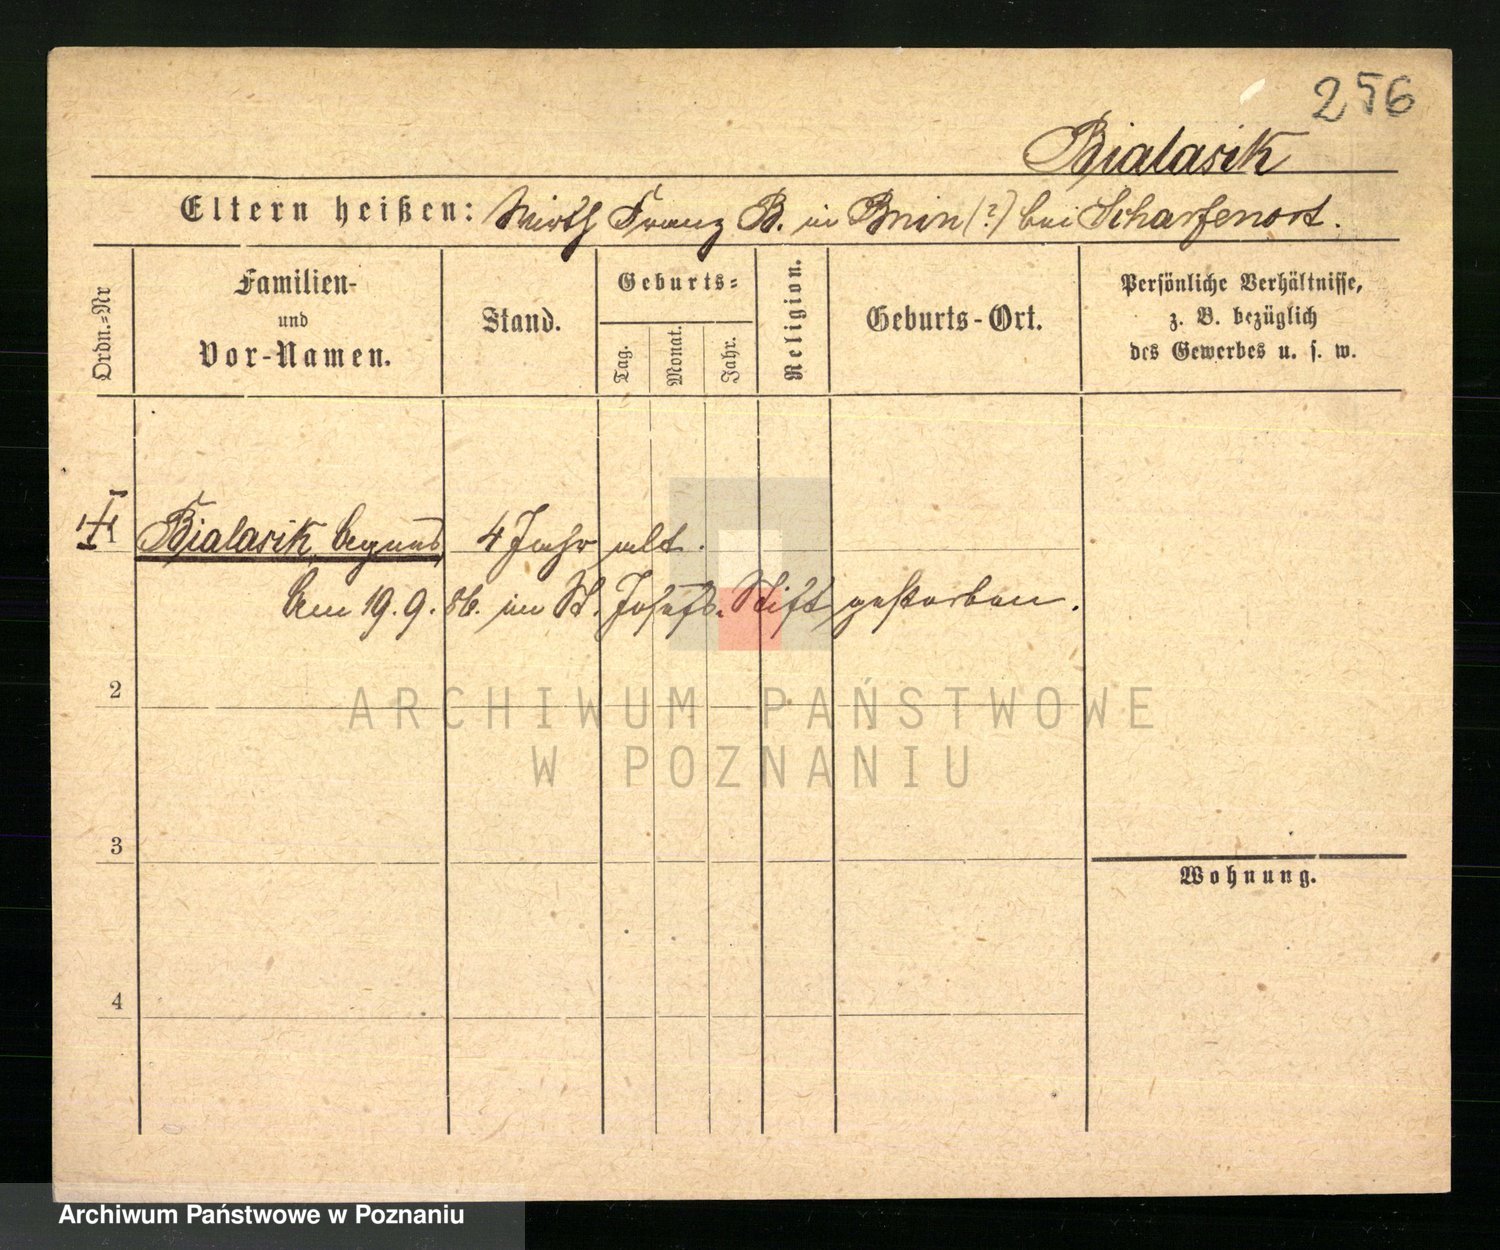 256
Bialasik
Eltern heißen: Wirth Franz B. in Bnin (?) bei Scharfenort.
Ordn.=Nr
Familien-
und
Vor-Namen.
Stand.
Geburts=
Tag.
Monat.
Jahr.
Religion.
Geburts-Ort.
Persönliche Verhältnisse,
z. B. bezüglich
des Gewerbes u. s. w.
1 Bialasik, 4 Jahr alt.
Am 19. 9. 86. im St. Josefs-Stift gestorben.
2
ARCHIWUM PAŃSTWOWE
W POZNANIU
3
Wohnung.
4
Archiwum Państwowe w Poznaniu